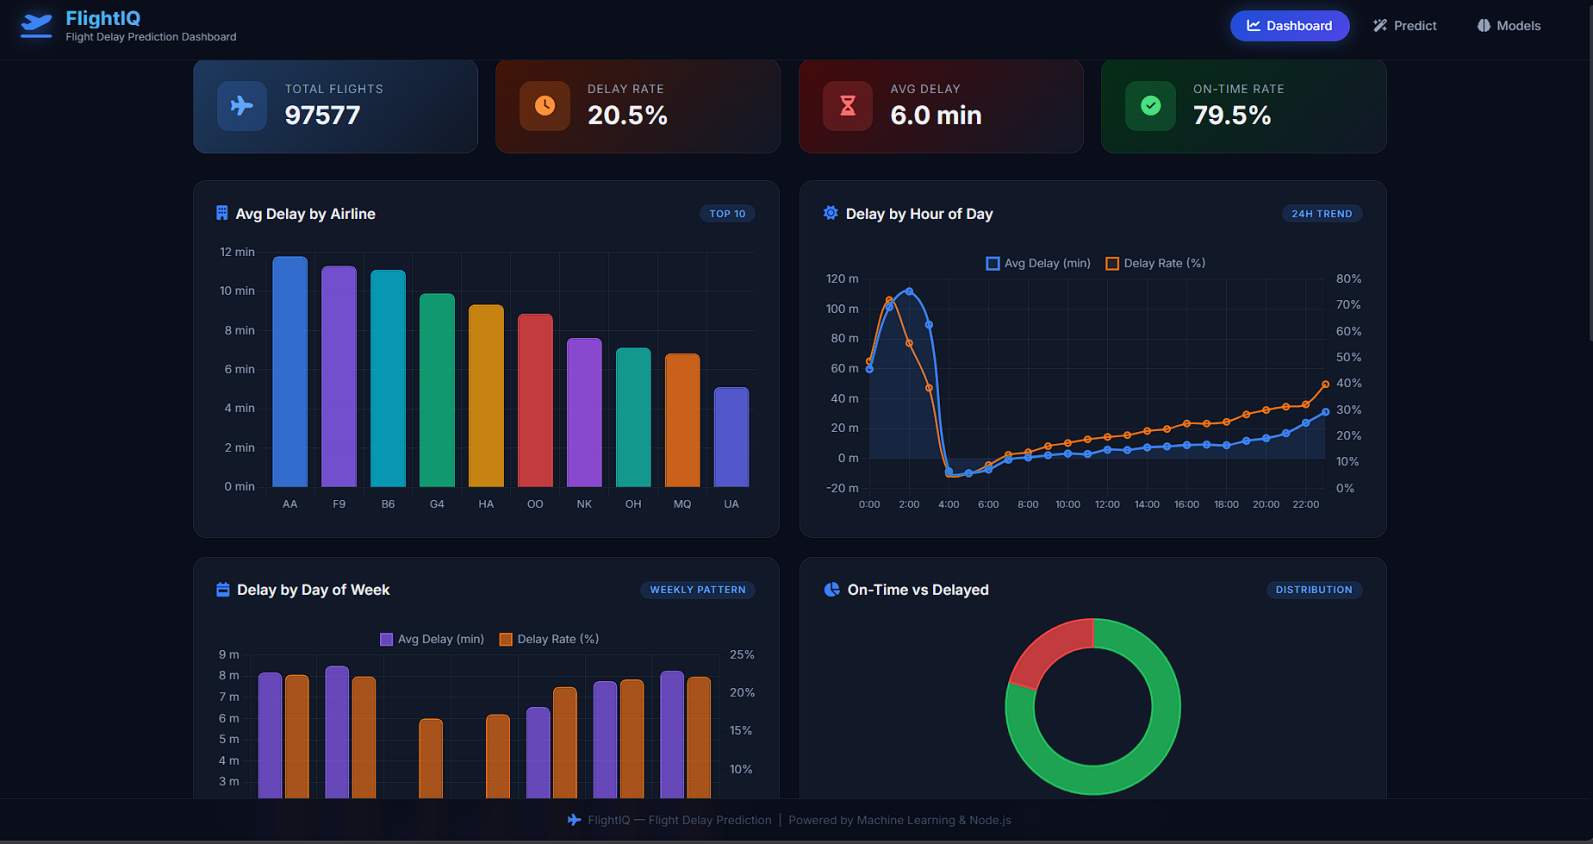 FlightIQ
Flight Delay Prediction Dashboard
Dashboard
Predict
Models
TOTAL FLIGHTS
97577
DELAY RATE
20.5%
AVG DELAY
6.0 min
ON-TIME RATE
79.5%
Avg Delay by Airline
TOP 10
12 min
10 min
8 min
6 min
4 min
2 min
0 min
AA F9 B6 G4 HA OO NK OH MQ UA
Delay by Hour of Day
24H TREND
Avg Delay (min) Delay Rate (%)
120 m
100 m
80 m
60 m
40 m
20 m
0 m
-20 m
80%
70%
60%
50%
40%
30%
20%
10%
0%
0:00 2:00 4:00 6:00 8:00 10:00 12:00 14:00 16:00 18:00 20:00 22:00
Delay by Day of Week
WEEKLY PATTERN
Avg Delay (min) Delay Rate (%)
9 m
8 m
7 m
6 m
5 m
4 m
3 m
25%
20%
15%
10%
On-Time vs Delayed
DISTRIBUTION
FlightIQ — Flight Delay Prediction | Powered by Machine Learning & Node.js